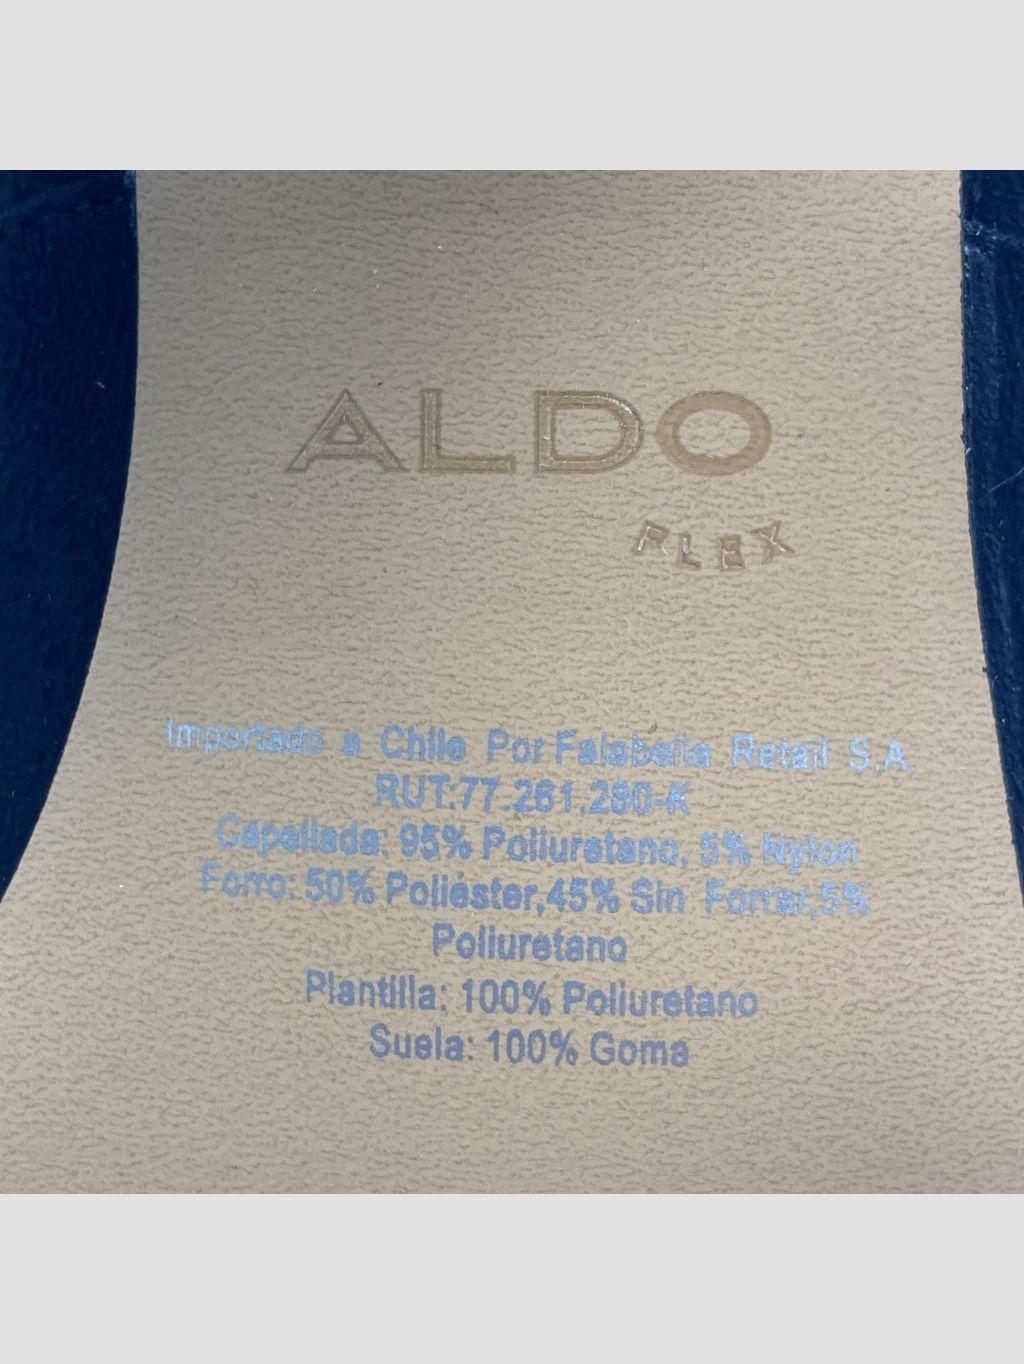 ALDO
FLEX
Importado a Chile Por Falabella Retail S.A.
RUT:77.261.280-K
Capellada: 95% Poliuretano, 5% Nylon
Forro: 50% Poliéster,45% Sin Forrar,5%
Poliuretano
Plantilla: 100% Poliuretano
Suela: 100% Goma